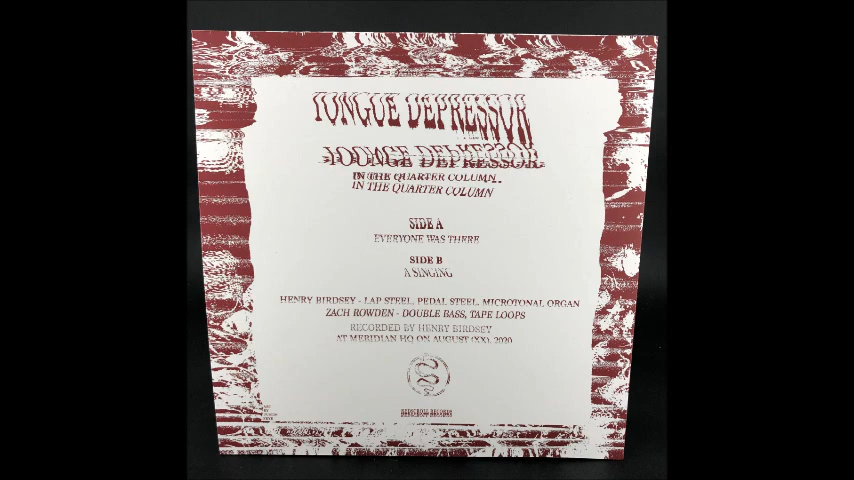 TONGUE DEPRESSOR
TONGUE DEPRESSOR
IN THE QUARTER COLUMN
IN THE QUARTER COLUMN
SIDE A
EVERYONE WAS THERE
SIDE B
A SINGING
HENRY BIRDSEY - LAP STEEL, PEDAL STEEL, MICROTONAL ORGAN
ZACH ROWDEN - DOUBLE BASS, TAPE LOOPS
RECORDED BY HENRY BIRDSEY
AT MERIDIAN HQ ON AUGUST (XX), 2020